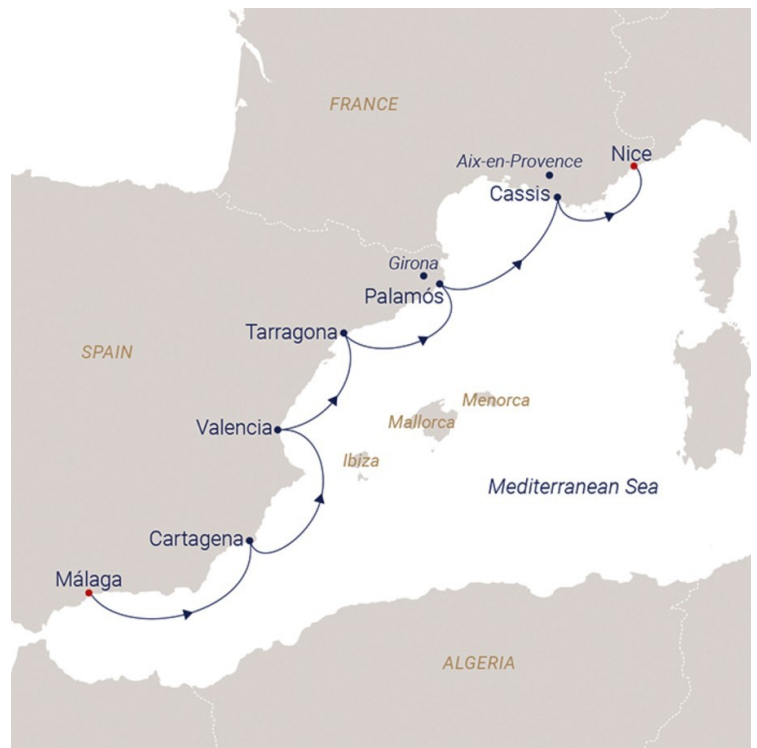 FRANCE
Nice
Aix-en-Provence
Cassis
Girona
Palamós
Tarragona
SPAIN
Menorca
Mallorca
Valencia
Ibiza
Mediterranean Sea
Cartagena
Málaga
ALGERIA